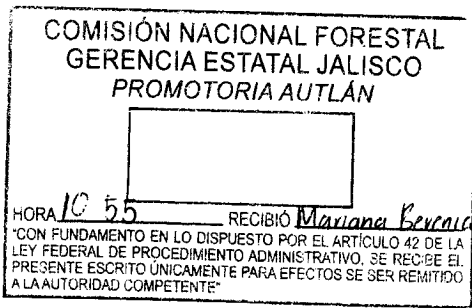 COMISIÓN NACIONAL FORESTAL
GERENCIA ESTATAL JALISCO
PROMOTORIA AUTLÁN
HORA 10 55 RECIBIÓ Mariana Berenic
"CON FUNDAMENTO EN LO DISPUESTO POR EL ARTÍCULO 42 DE LA
LEY FEDERAL DE PROCEDIMIENTO ADMINISTRATIVO, SE RECIBE EL
PRESENTE ESCRITO ÚNICAMENTE PARA EFECTOS SE SER REMITIDO
A LA AUTORIDAD COMPETENTE"